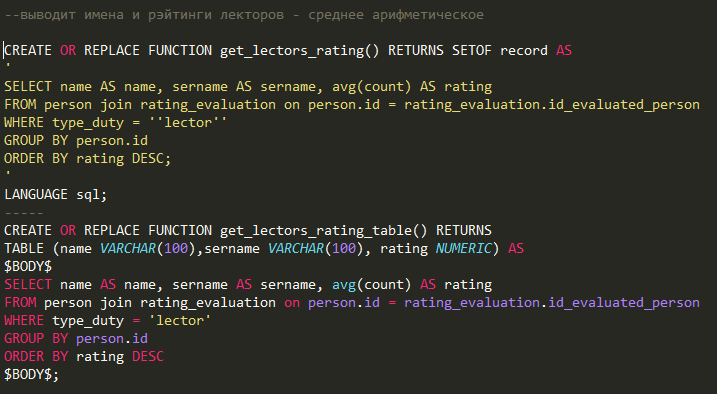 --выводит имена и рэйтинги лекторов - среднее арифметическое
CREATE OR REPLACE FUNCTION get_lectors_rating() RETURNS SETOF record AS
'
SELECT name AS name, sername AS sername, avg(count) AS rating
FROM person join rating_evaluation on person.id = rating_evaluation.id_evaluated_person
WHERE type_duty = ''lector''
GROUP BY person.id
ORDER BY rating DESC;
'
LANGUAGE sql;
-----
CREATE OR REPLACE FUNCTION get_lectors_rating_table() RETURNS
TABLE (name VARCHAR(100),sername VARCHAR(100), rating NUMERIC) AS
$BODY$
SELECT name AS name, sername AS sername, avg(count) AS rating
FROM person join rating_evaluation on person.id = rating_evaluation.id_evaluated_person
WHERE type_duty = 'lector'
GROUP BY person.id
ORDER BY rating DESC
$BODY$;